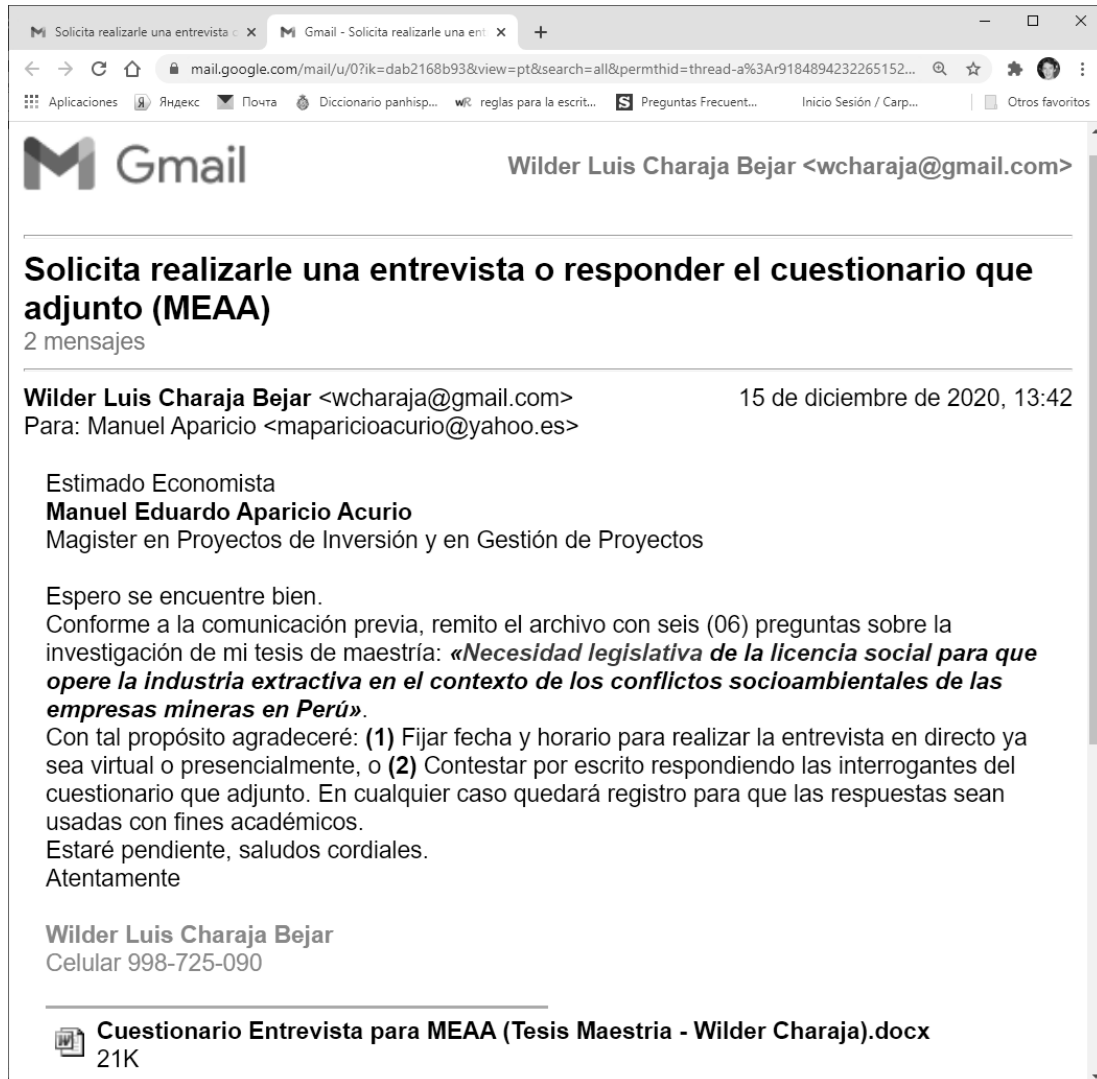 Solicita realizarle una entrevista c
Gmail - Solicita realizarle una ent
mail.google.com/mail/u/0?ik=dab2168b93&view=pt&search=all&permthid=thread-a%3Ar9184894232265152...
Aplicaciones Яндекс Почта Diccionario panhisp... WR reglas para la escrit... S Preguntas Frecuent... Inicio Sesión / Carp... Otros favoritos
Gmail Wilder Luis Charaja Bejar <wcharaja@gmail.com>
Solicita realizarle una entrevista o responder el cuestionario que
adjunto (MEAA)
2 mensajes
Wilder Luis Charaja Bejar <wcharaja@gmail.com> 15 de diciembre de 2020, 13:42
Para: Manuel Aparicio <maparicioacurio@yahoo.es>
Estimado Economista
Manuel Eduardo Aparicio Acurio
Magister en Proyectos de Inversión y en Gestión de Proyectos
Espero se encuentre bien.
Conforme a la comunicación previa, remito el archivo con seis (06) preguntas sobre la
investigación de mi tesis de maestría: «Necesidad legislativa de la licencia social para que
opere la industria extractiva en el contexto de los conflictos socioambientales de las
empresas mineras en Perú».
Con tal propósito agradeceré: (1) Fijar fecha y horario para realizar la entrevista en directo ya
sea virtual o presencialmente, o (2) Contestar por escrito respondiendo las interrogantes del
cuestionario que adjunto. En cualquier caso quedará registro para que las respuestas sean
usadas con fines académicos.
Estaré pendiente, saludos cordiales.
Atentamente
Wilder Luis Charaja Bejar
Celular 998-725-090
Cuestionario Entrevista para MEAA (Tesis Maestria - Wilder Charaja).docx
21K